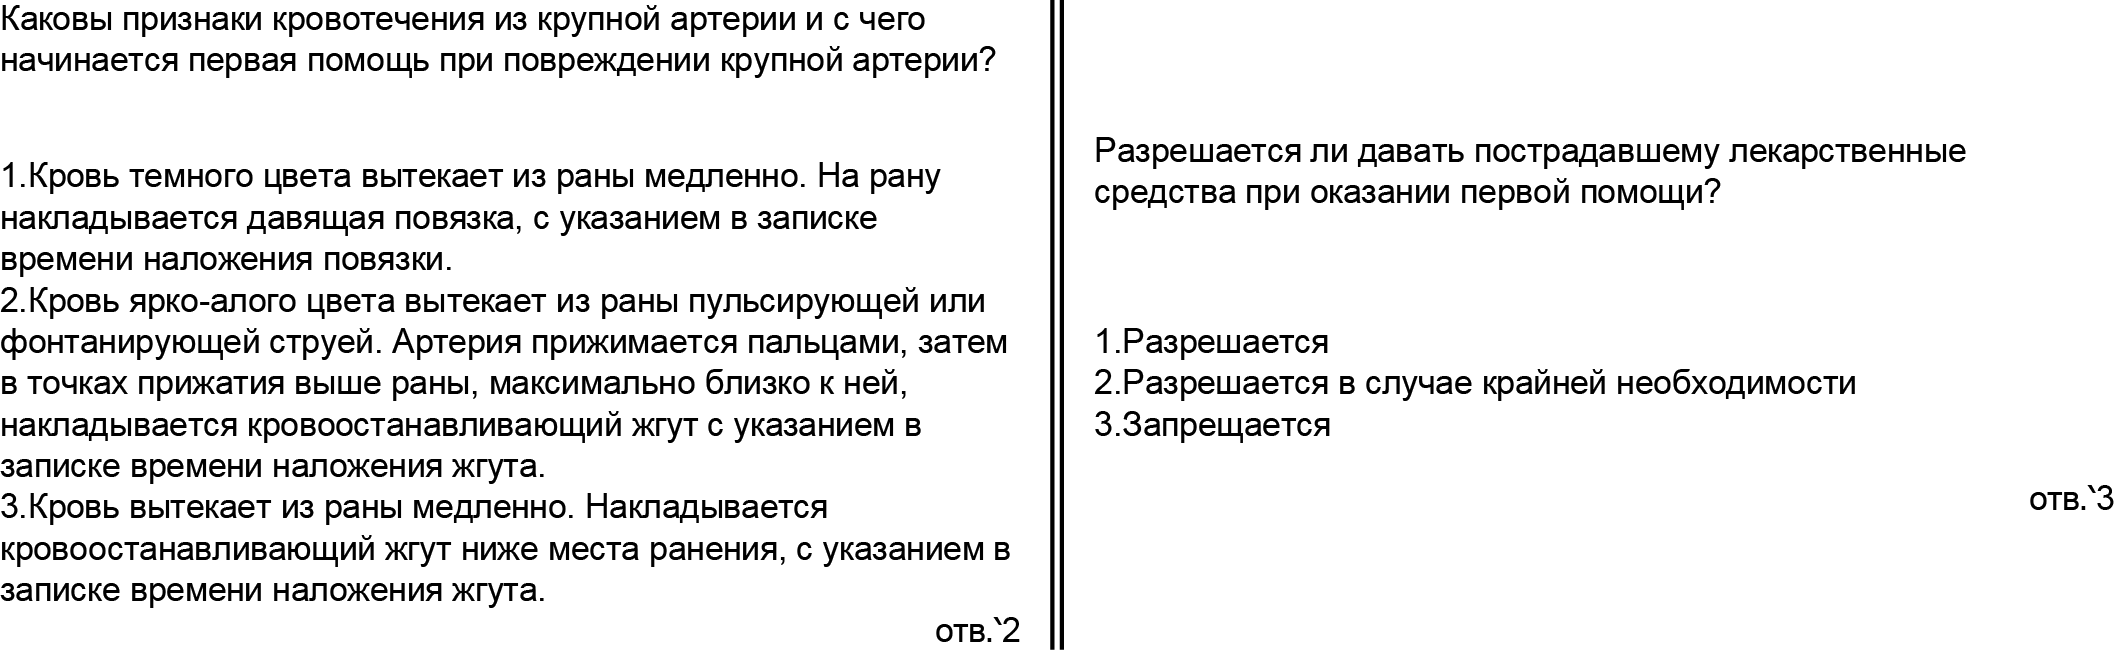 Каковы признаки кровотечения из крупной артерии и с чего
начинается первая помощь при повреждении крупной артерии?
1.Кровь темного цвета вытекает из раны медленно. На рану
накладывается давящая повязка, с указанием в записке
времени наложения повязки.
2.Кровь ярко-алого цвета вытекает из раны пульсирующей или
фонтанирующей струей. Артерия прижимается пальцами, затем
в точках прижатия выше раны, максимально близко к ней,
накладывается кровоостанавливающий жгут с указанием в
записке времени наложения жгута.
3.Кровь вытекает из раны медленно. Накладывается
кровоостанавливающий жгут ниже места ранения, с указанием в
записке времени наложения жгута.
отв.`2
Разрешается ли давать пострадавшему лекарственные
средства при оказании первой помощи?
1.Разрешается
2.Разрешается в случае крайней необходимости
3.Запрещается
отв.`3